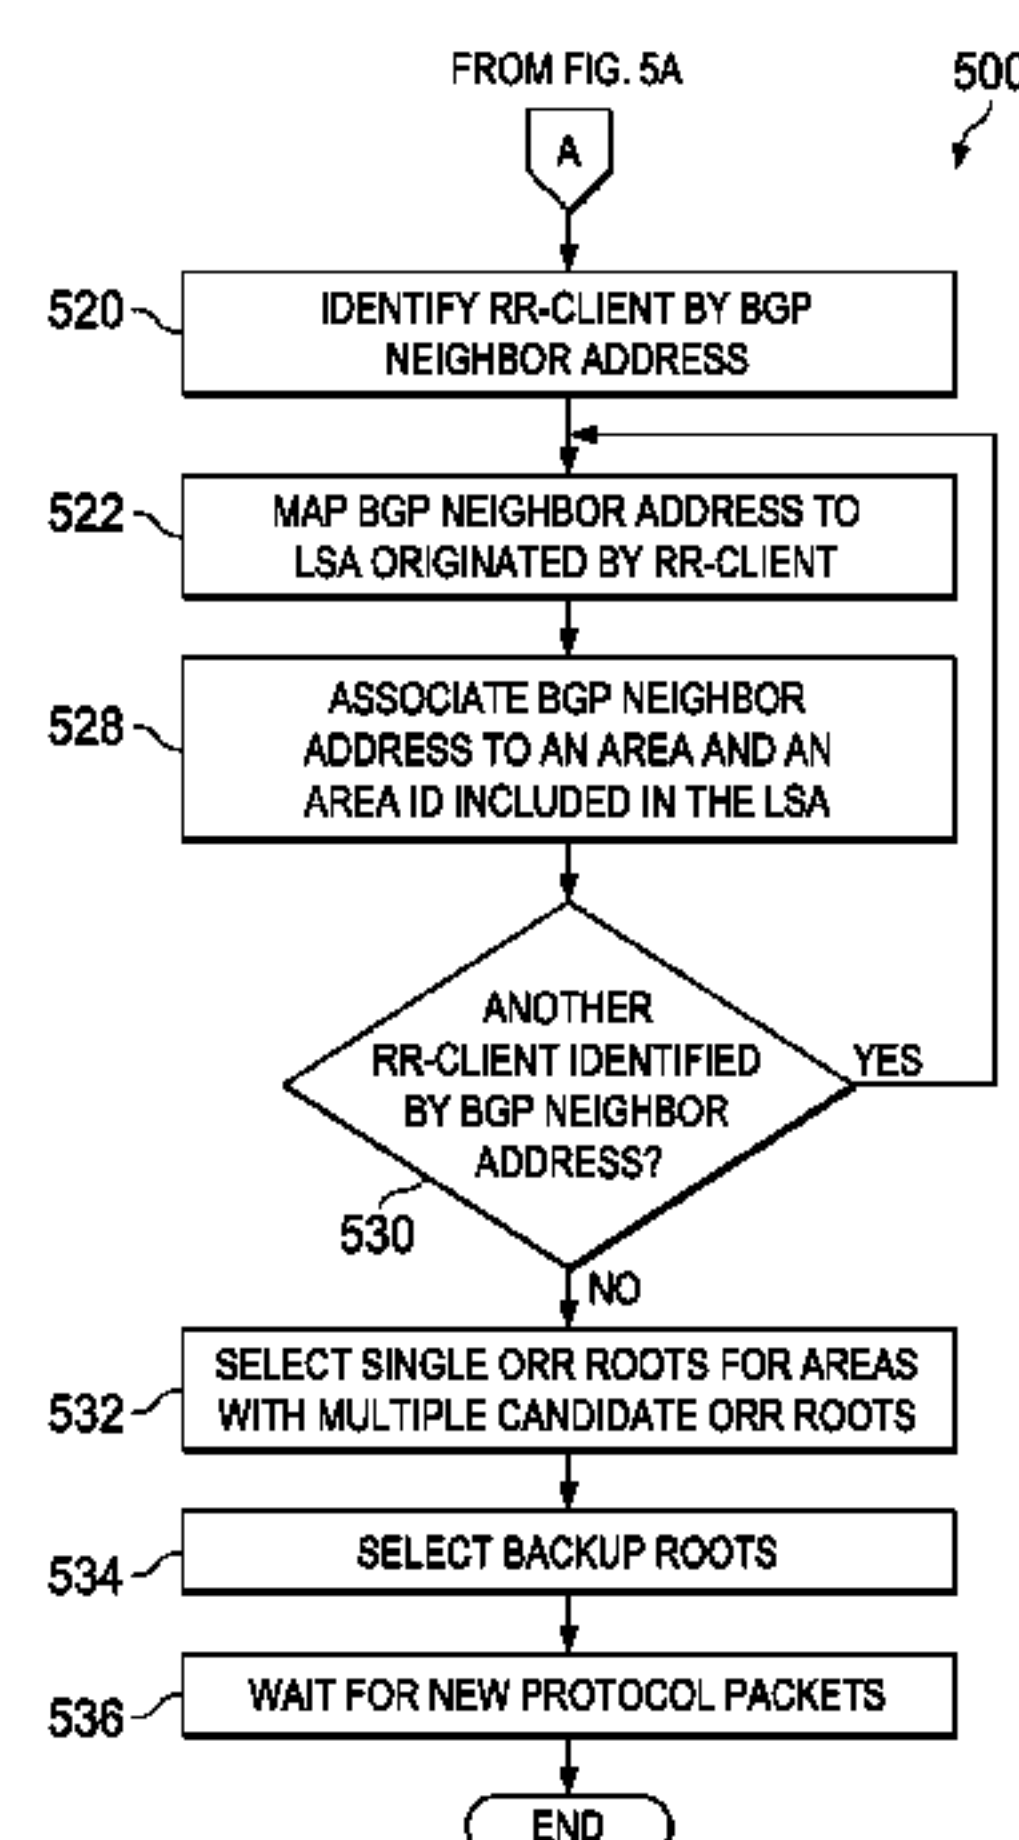 FROM FIG. 5A
500
A
520
IDENTIFY RR-CLIENT BY BGP
NEIGHBOR ADDRESS
522
MAP BGP NEIGHBOR ADDRESS TO
LSA ORIGINATED BY RR-CLIENT
528
ASSOCIATE BGP NEIGHBOR
ADDRESS TO AN AREA AND AN
AREA ID INCLUDED IN THE LSA
ANOTHER
RR-CLIENT IDENTIFIED
BY BGP NEIGHBOR
ADDRESS?
YES
530
NO
532
SELECT SINGLE ORR ROOTS FOR AREAS
WITH MULTIPLE CANDIDATE ORR ROOTS
534
SELECT BACKUP ROOTS
536
WAIT FOR NEW PROTOCOL PACKETS
END